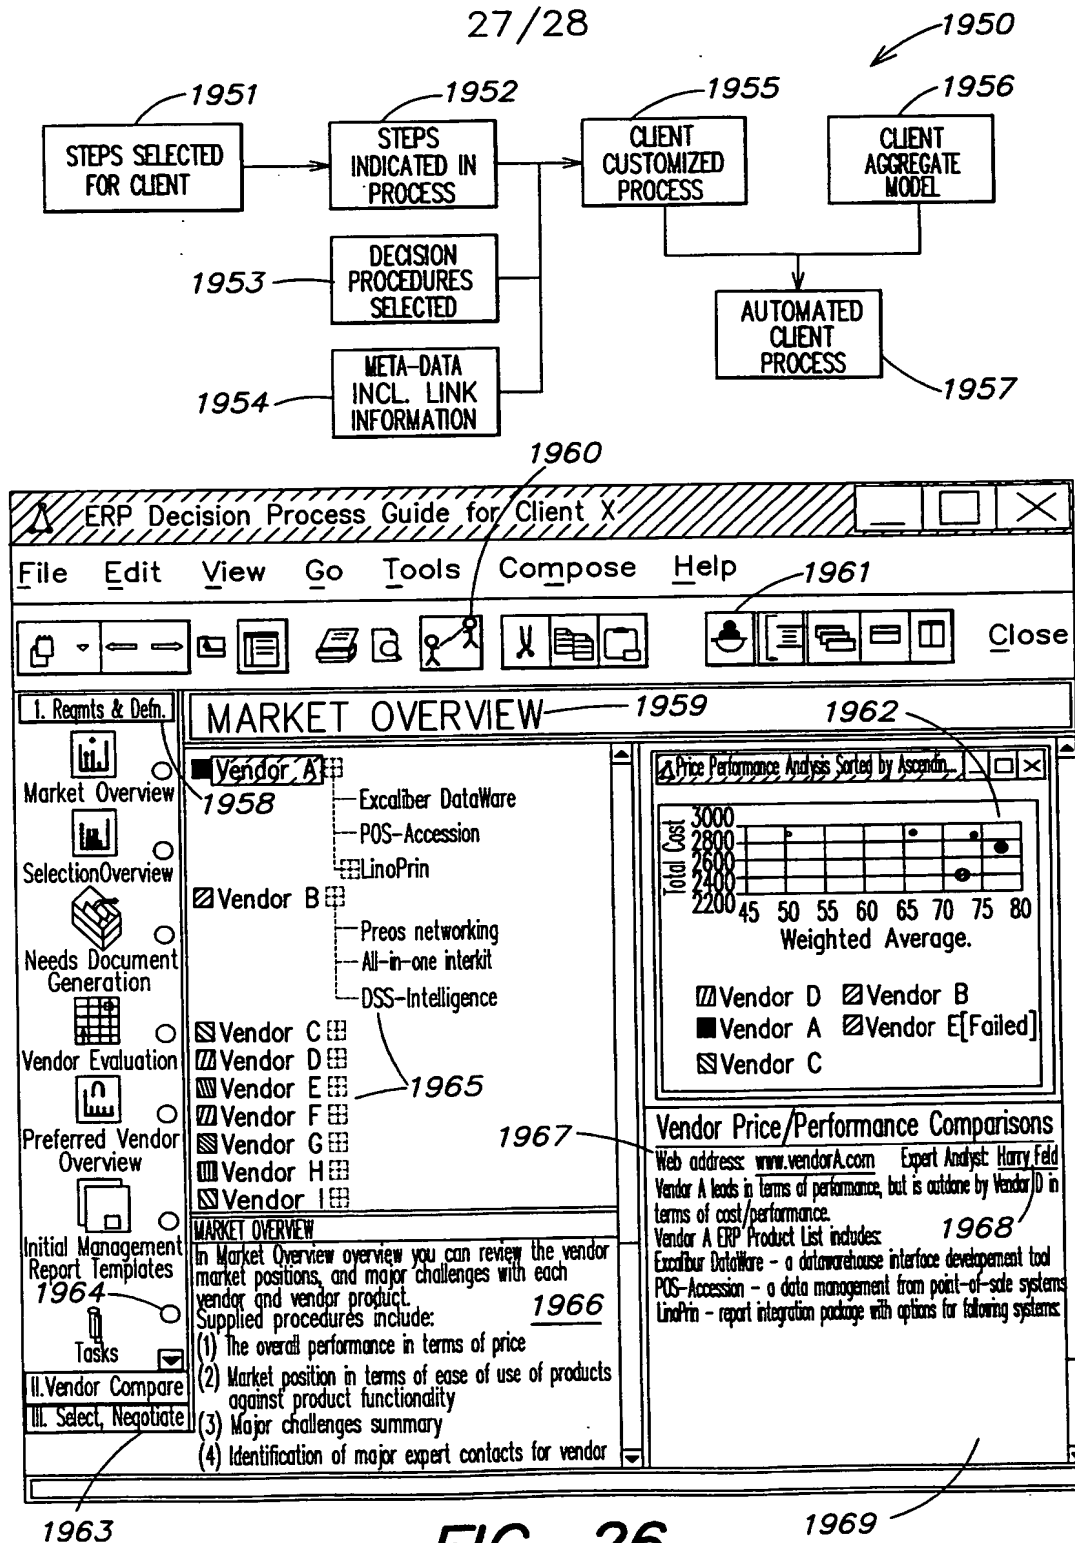 27/28
1950
1951
1952
1955
1956
STEPS SELECTED
FOR CLIENT
STEPS
INDICATED IN
PROCESS
CLIENT
CUSTOMIZED
PROCESS
CLIENT
AGGREGATE
MODEL
1953
DECISION
PROCEDURES
SELECTED
AUTOMATED
CLIENT
PROCESS
1954
META-DATA
INCL. LINK
INFORMATION
1957
1960
ERP Decision Process Guide for Client X
File Edit View Go Tools Compose Help
1961
Close
1. Reqmts & Defn.
MARKET OVERVIEW
1959
1962
Market Overview
1958
SelectionOverview
Needs Document
Generation
Vendor Evaluation
Preferred Vendor
Overview
Initial Management
Report Templates
1964
Tasks
II.Vendor Compare
III. Select, Negotiate
1963
Vendor A
Excaliber DataWare
POS-Accession
LinoPrin
Vendor B
Preos networking
All-in-one interkit
DSS-Intelligence
Vendor C
Vendor D
Vendor E
1965
Vendor F
Vendor G
Vendor H
Vendor I
MARKET OVERVIEW
In Market Overview overview you can review the vendor
market positions, and major challenges with each
vendor and vendor product.
1966
Supplied procedures include:
(1) The overall performance in terms of price
(2) Market position in terms of ease of use of products
against product functionality
(3) Major challenges summary
(4) Identification of major expert contacts for vendor
Price Performance Analysis Sorted by Ascendin...
Total Cost
3000
2800
2600
2400
2200
45 50 55 60 65 70 75 80
Weighted Average.
Vendor D Vendor B
Vendor A Vendor E[Failed]
Vendor C
Vendor Price/Performance Comparisons
1967
Web address: www.vendorA.com Expert Analyst: Harry Feld
Vendor A leads in terms of performance, but is outdone by Vendor D in
terms of cost/performance.
1968
Vendor A ERP Product List includes:
Excalibur DataWare - a datawarehouse interface developement tool
POS-Accession - a data management from point-of-sale systems
LinoPrin - report integration package with options for following systems:
1969
FIG. 26